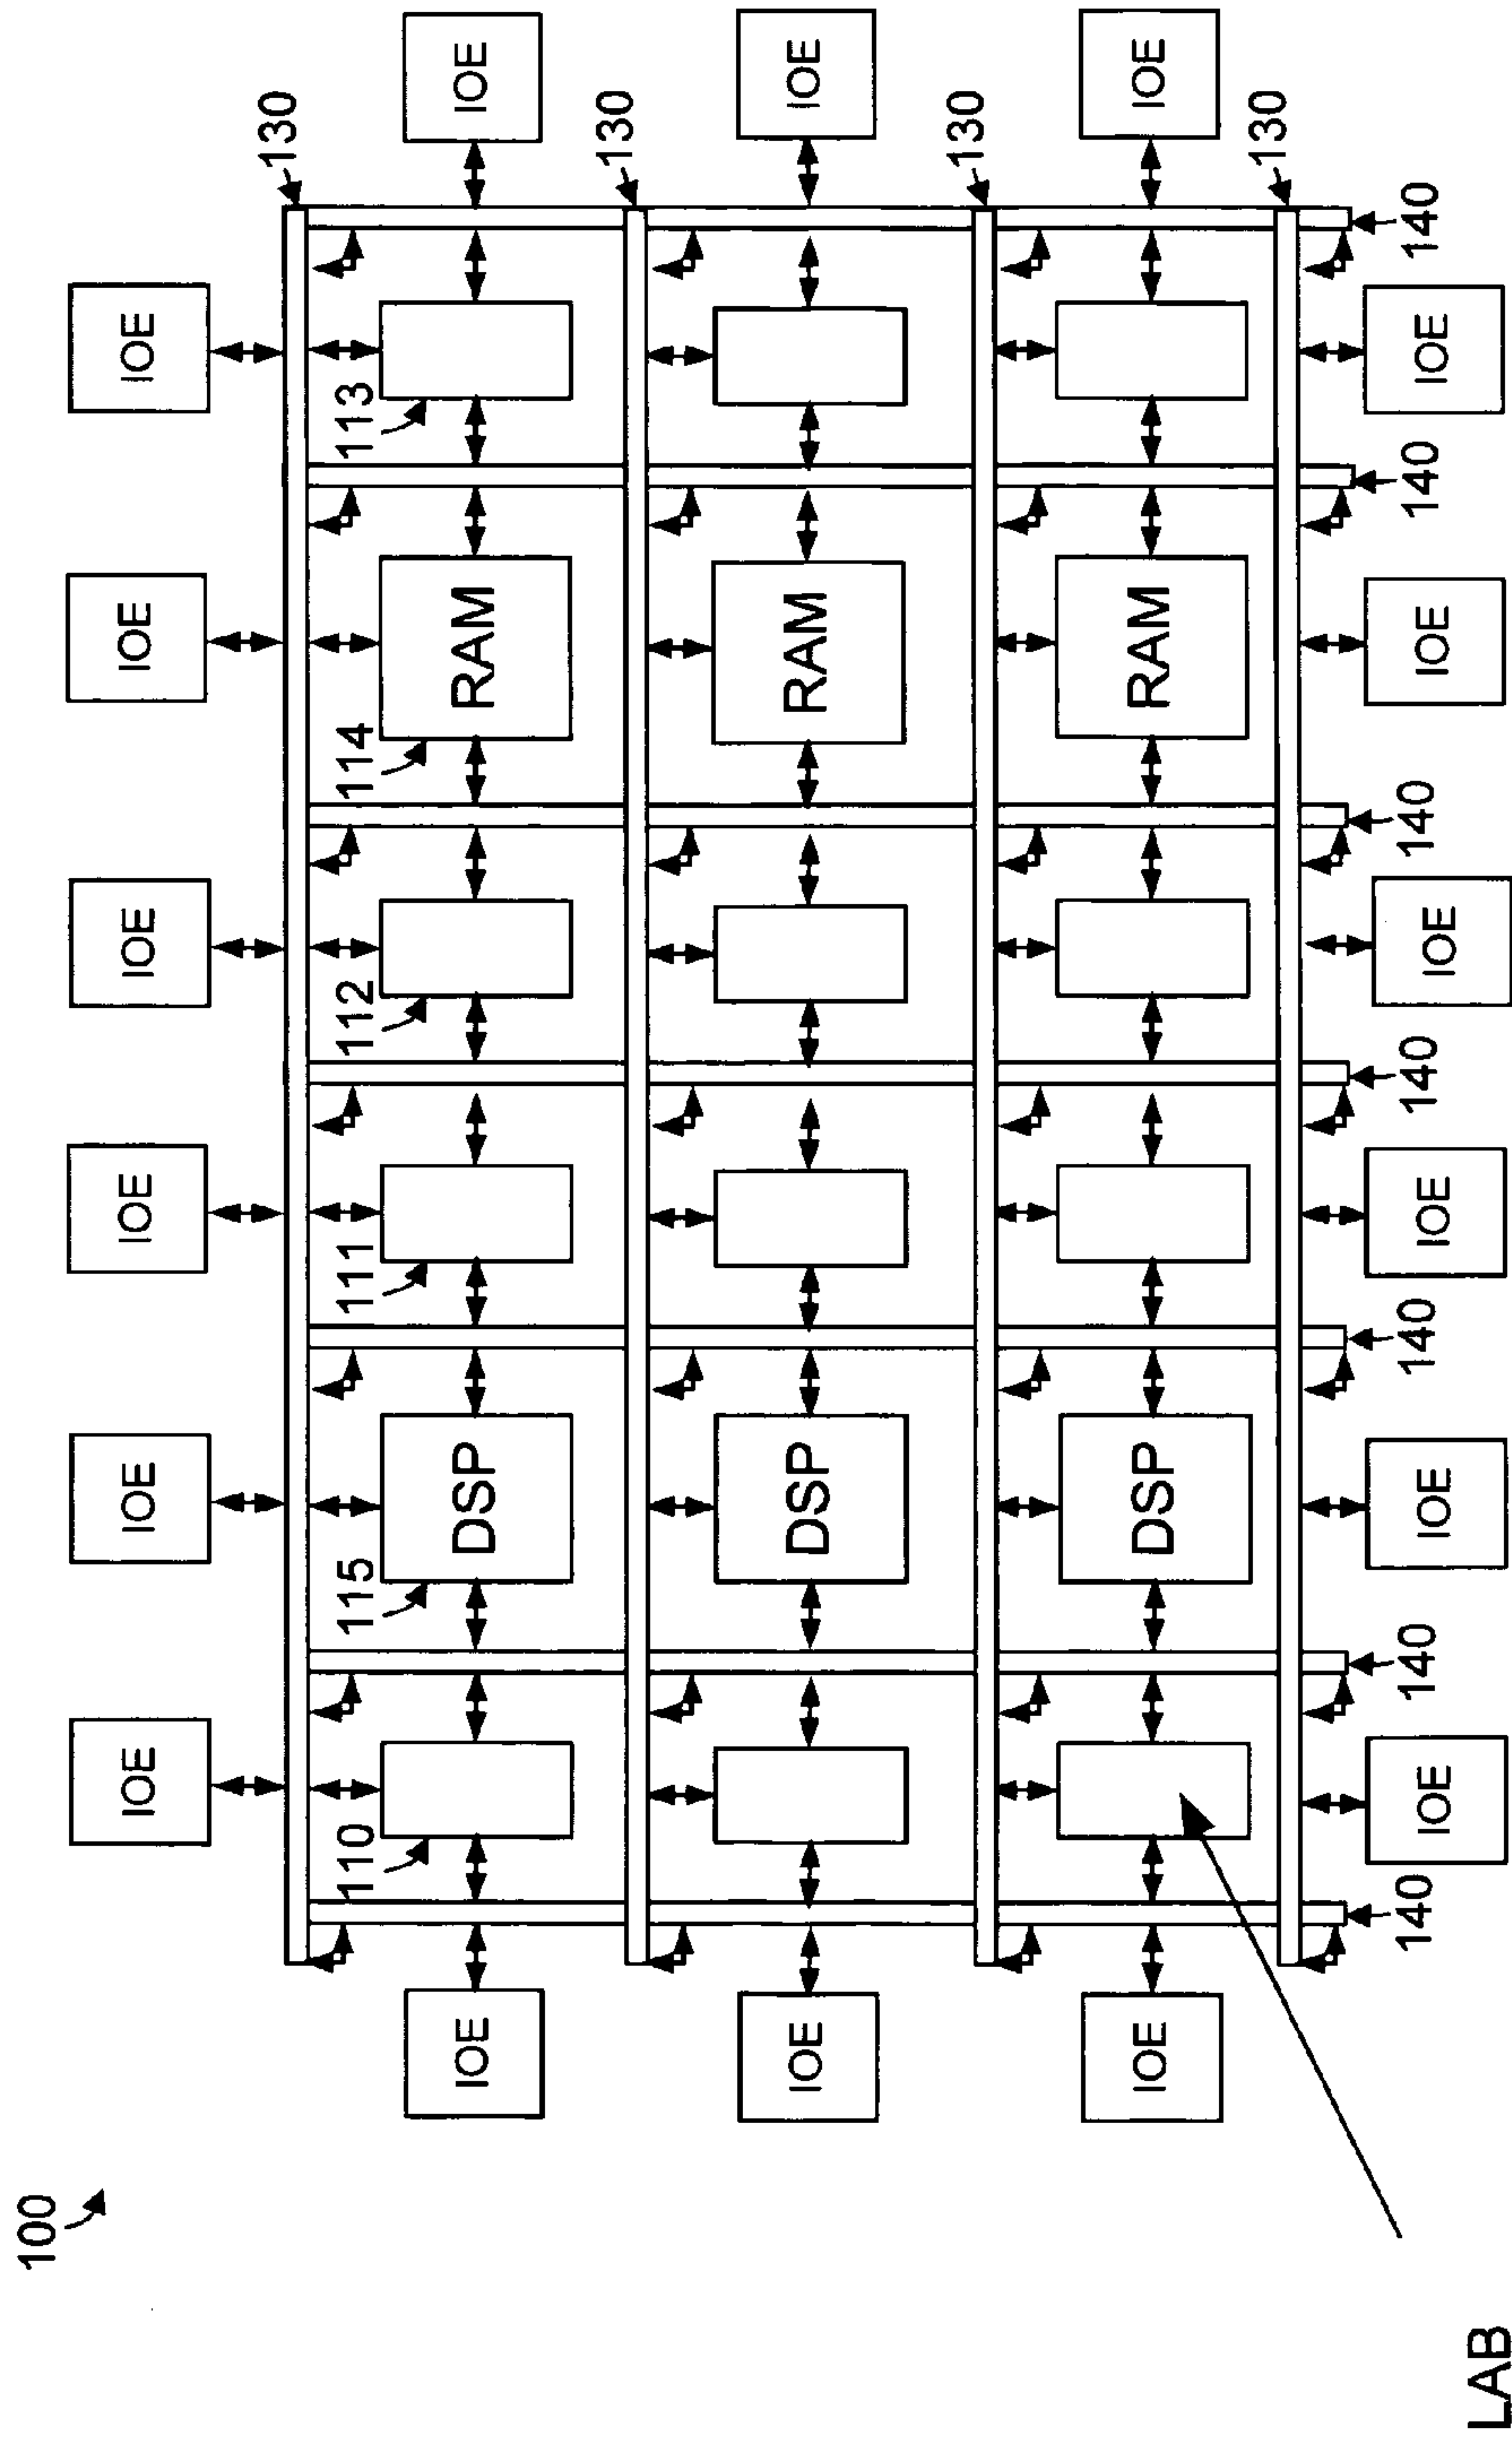 100
IOE IOE IOE IOE IOE IOE
130
110 115 111 112 114 113
IOE DSP RAM IOE
130
IOE DSP RAM IOE
130
IOE DSP RAM IOE
130
140 140 140 140 140 140 140
IOE IOE IOE IOE IOE IOE
LAB